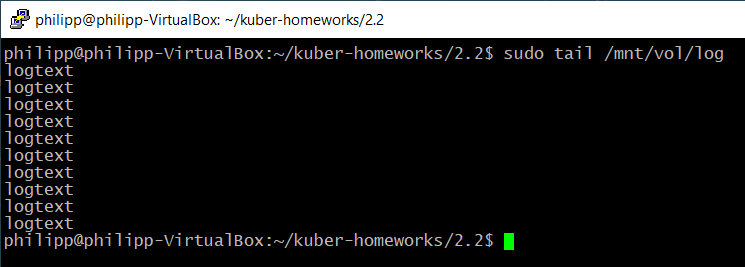 philipp@philipp-VirtualBox: ~/kuber-homeworks/2.2
philipp@philipp-VirtualBox:~/kuber-homeworks/2.2$ sudo tail /mnt/vol/log
logtext
logtext
logtext
logtext
logtext
logtext
logtext
logtext
logtext
logtext
philipp@philipp-VirtualBox:~/kuber-homeworks/2.2$